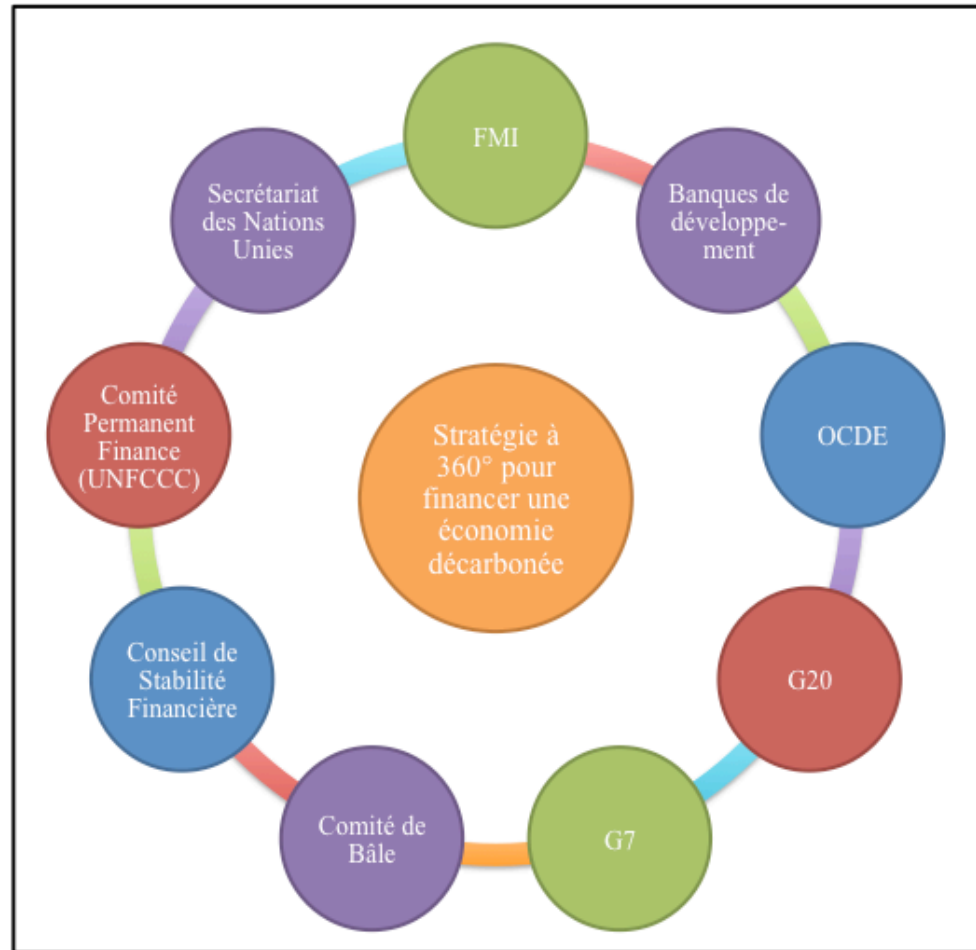 FMI
Banques de
développe-
ment
OCDE
G20
G7
Comité de
Bâle
Conseil de
Stabilité
Financière
Comité
Permanent
Finance
(UNFCCC)
Secrétariat
des Nations
Unies
Stratégie à
360° pour
financer une
économie
décarbonée